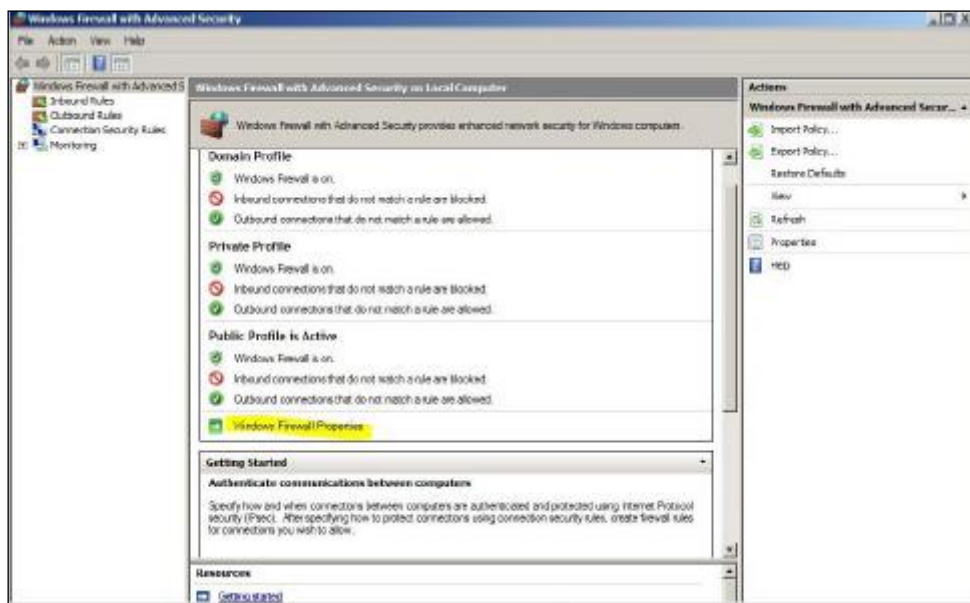 Windows Firewall with Advanced Security
File Action View Help
Windows Firewall with Advanced S
Inbound Rules
Outbound Rules
Connection Security Rules
Monitoring
Windows Firewall with Advanced Security on Local Computer
Windows Firewall with Advanced Security provides enhanced network security for Windows computers.
Domain Profile
Windows Firewall is on.
Inbound connections that do not match a rule are blocked.
Outbound connections that do not match a rule are allowed.
Private Profile
Windows Firewall is on.
Inbound connections that do not match a rule are blocked.
Outbound connections that do not match a rule are allowed.
Public Profile is Active
Windows Firewall is on.
Inbound connections that do not match a rule are blocked.
Outbound connections that do not match a rule are allowed.
Windows Firewall Properties
Getting Started
Authenticate communications between computers
Specify how and when connections between computers are authenticated and protected using Internet Protocol
security (IPsec). After specifying how to protect connections using connection security rules, create firewall rules
for connections you wish to allow.
Resources
Getting started
Actions
Windows Firewall with Advanced Secur...
Import Policy...
Export Policy...
Restore Defaults
View
Refresh
Properties
Help